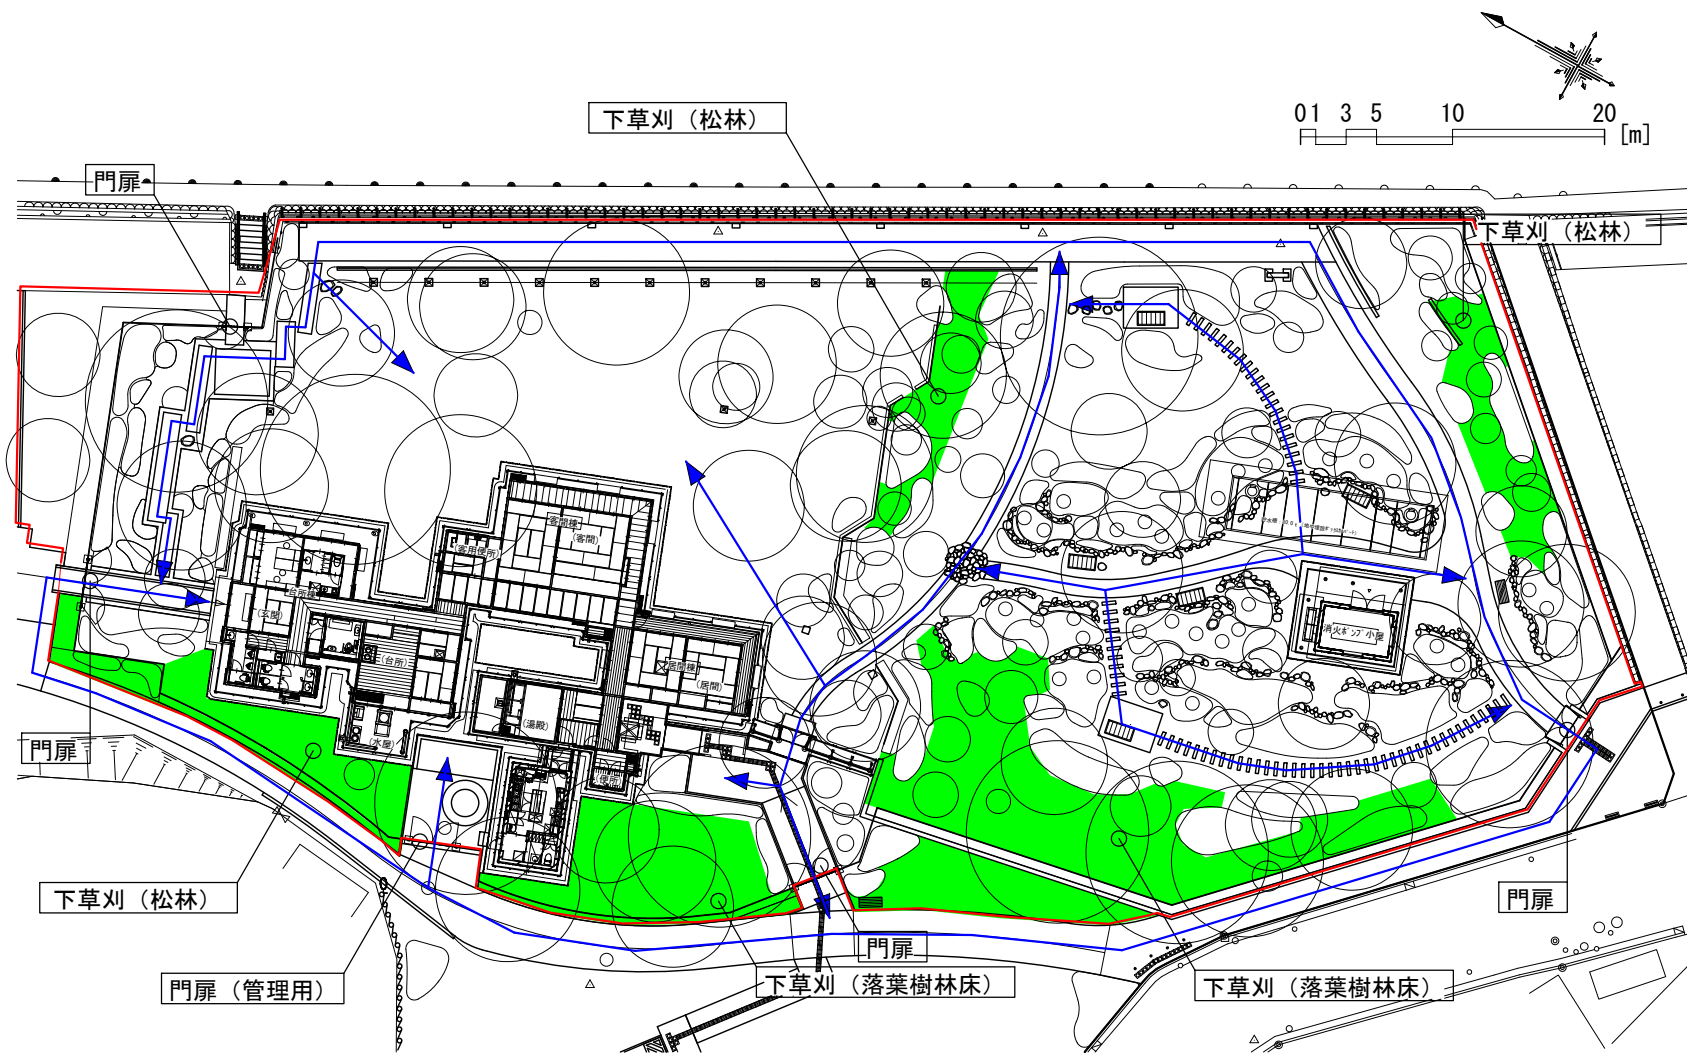 01 3 5 10 20 [m]
下草刈（松林）
門扉
下草刈（松林）
客間棟
（客間）
（客用便所）
台所棟
（玄関）
（台所）
居間棟
（居間）
（湯殿）
（水屋）
（便所）
消火ポンプ小屋
門扉
下草刈（松林）
門扉（管理用）
門扉
下草刈（落葉樹林床）
下草刈（落葉樹林床）
門扉